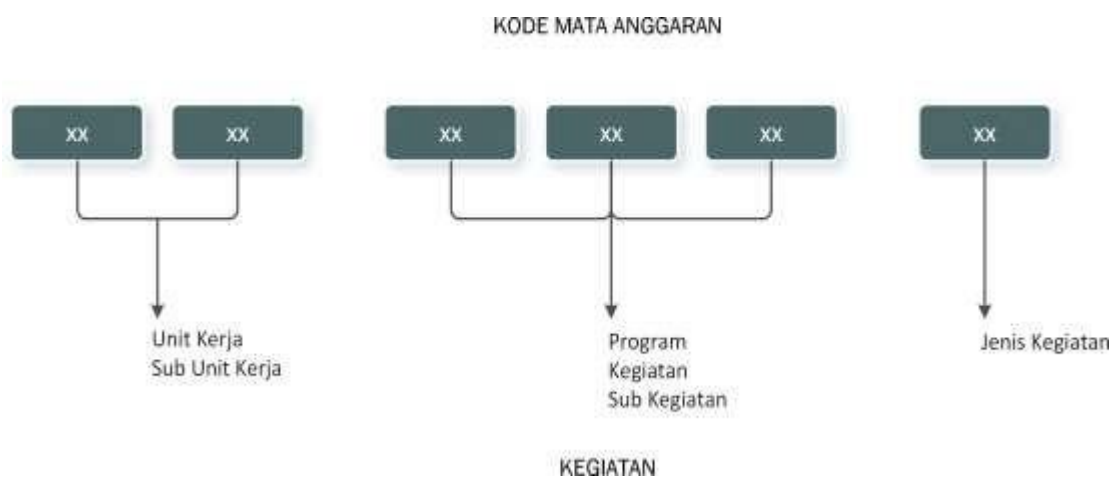 KODE MATA ANGGARAN
XX XX XX XX XX XX
Unit Kerja
Sub Unit Kerja
Program
Kegiatan
Sub Kegiatan
Jenis Kegiatan
KEGIATAN